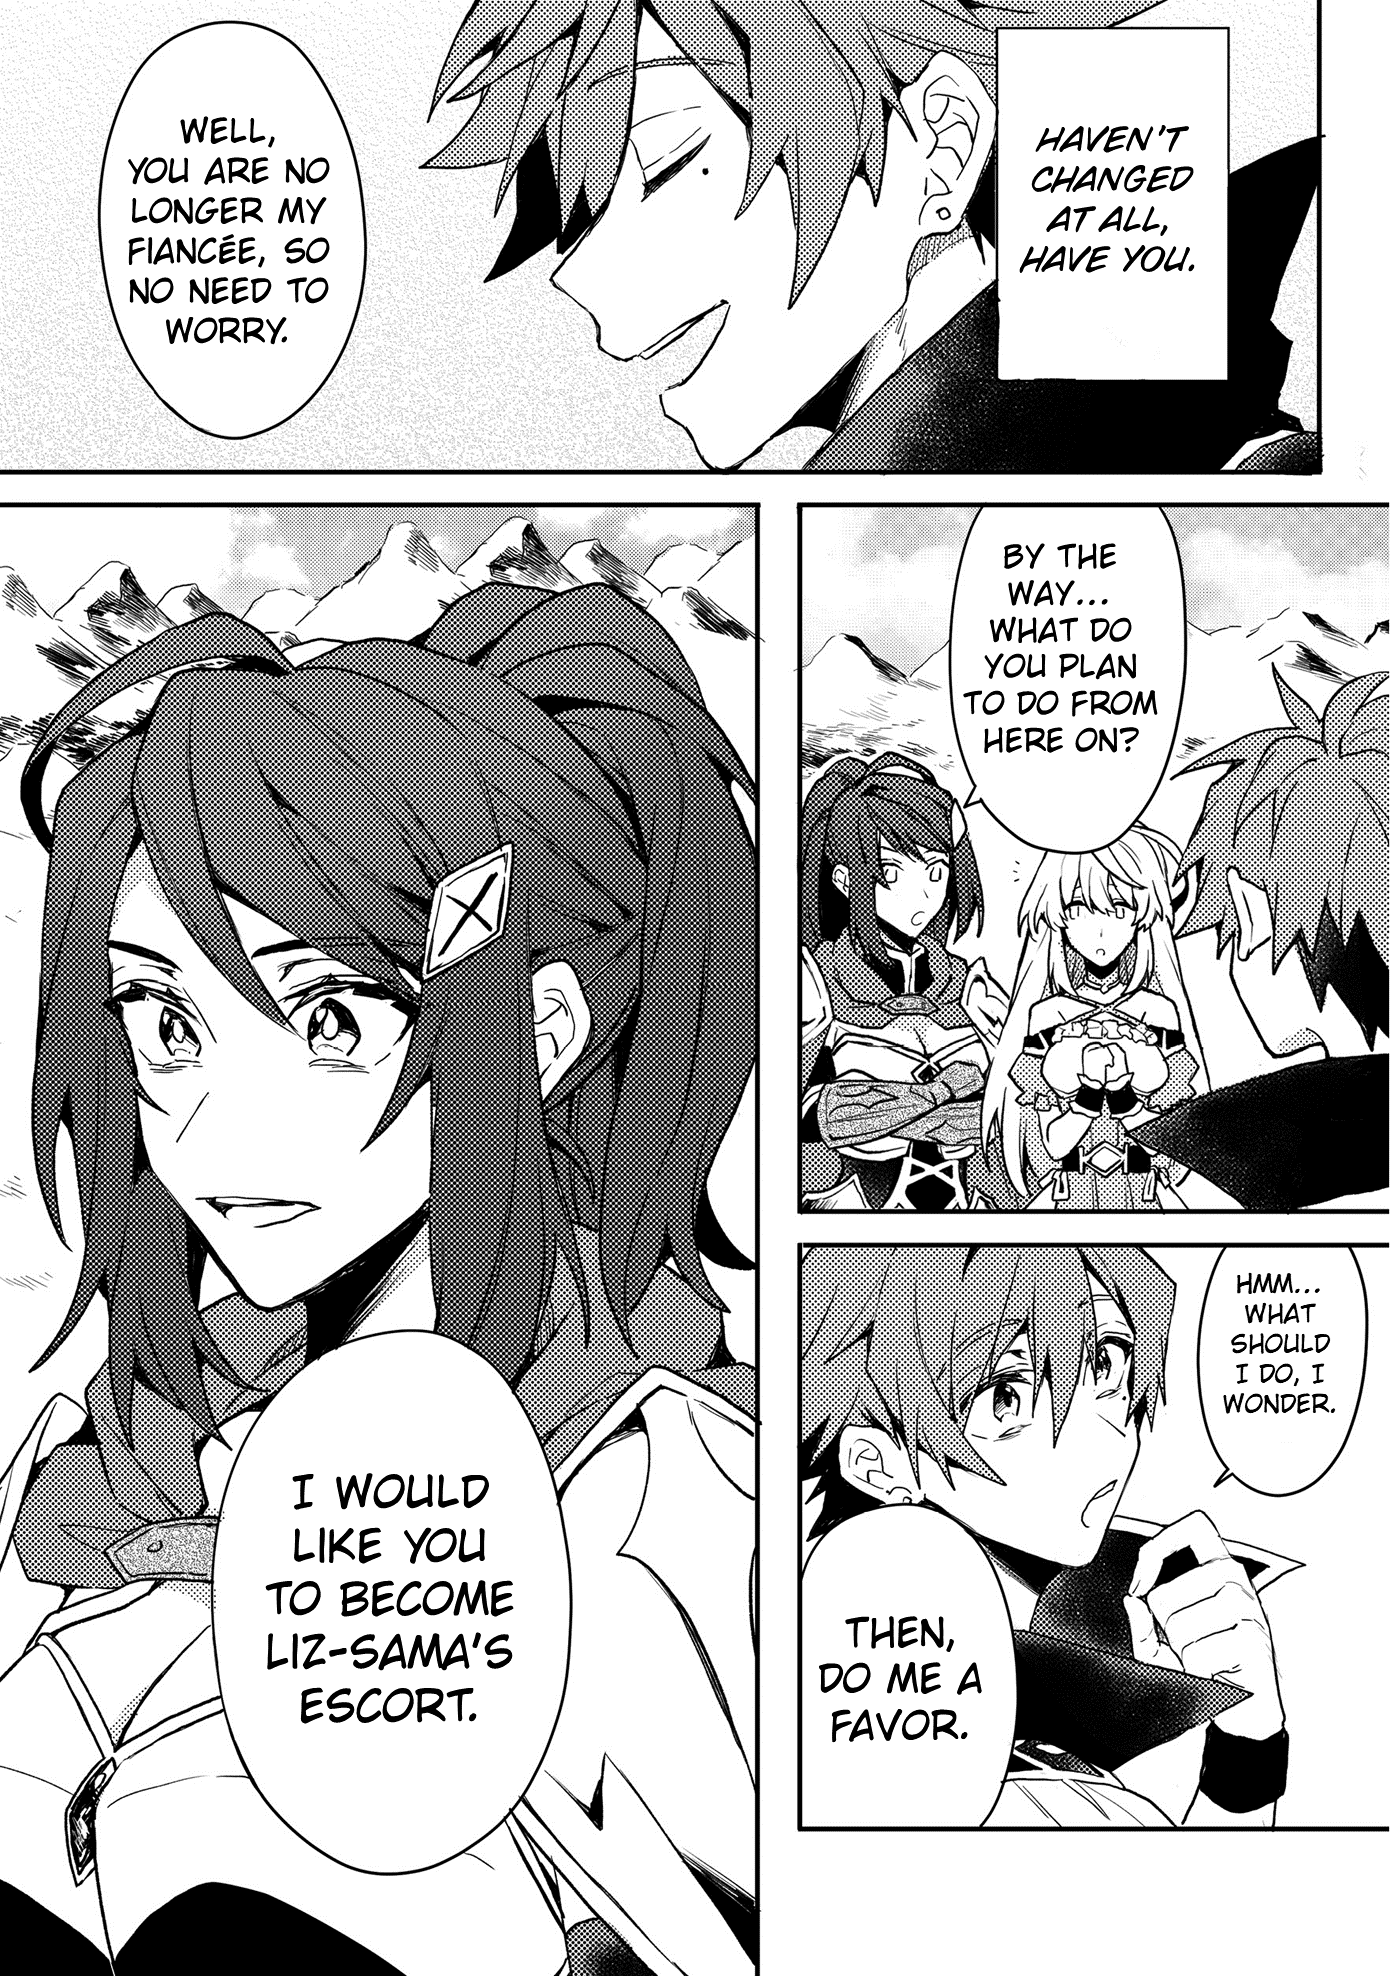 HAVEN'T
CHANGED
AT ALL,
HAVE YOU.
WELL,
YOU ARE NO
LONGER MY
FIANCÉE, SO
NO NEED TO
WORRY.
BY THE
WAY...
WHAT DO
YOU PLAN
TO DO FROM
HERE ON?
HMM...
WHAT
SHOULD
I DO, I
WONDER.
THEN,
DO ME A
FAVOR.
I WOULD
LIKE YOU
TO BECOME
LIZ-SAMA'S
ESCORT.